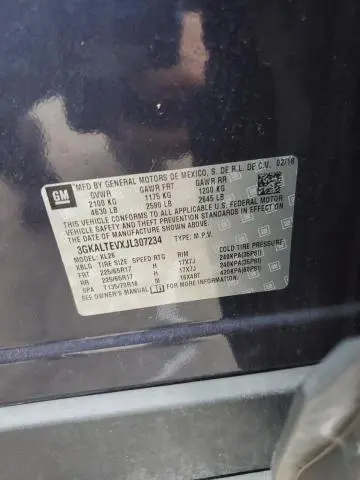 GM
MFD BY GENERAL MOTORS DE MEXICO, S. DE R.L. DE C.V. 02/18
GVWR GAWR FRT GAWR RR
2100 KG 1175 KG 1200 KG
4630 LB 2590 LB 2645 LB
THIS VEHICLE CONFORMS TO ALL APPLICABLE U.S. FEDERAL MOTOR
VEHICLE SAFETY, BUMPER, AND THEFT PREVENTION STANDARDS IN EFFECT
ON THE DATE OF MANUFACTURE SHOWN ABOVE.
3GKALTEVXJL307234 TYPE: M.P.V.
MODEL: XL26
XBLG TIRE SIZE SPEED RTG RIM COLD TIRE PRESSURE
FRT 225/65R17 H 17X7J 240KPA(35PSI)
RR 225/65R17 H 17X7J 240KPA(35PSI)
SPA T135/70R16 M 16X4BT 420KPA(60PSI)
SEE OWNER'S MANUAL FOR ADDITIONAL INFORMATION.